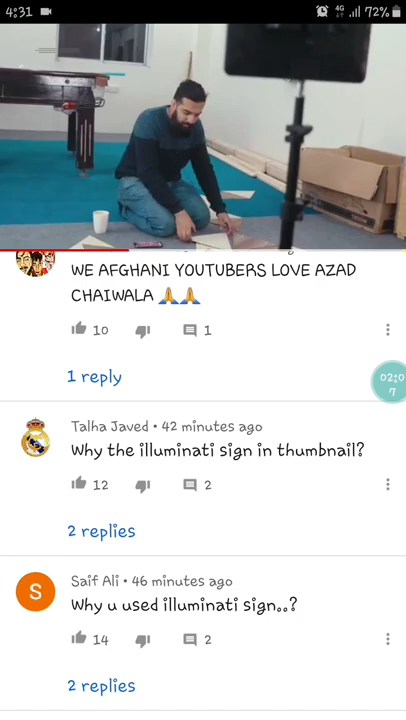 4:31
4G
72%
WE AFGHANI YOUTUBERS LOVE AZAD
CHAIWALA 🙏🙏
10
1
1 reply
02:0
7
Talha Javed • 42 minutes ago
Why the illuminati sign in thumbnail?
12
2
2 replies
S
Saif Ali • 46 minutes ago
Why u used illuminati sign..?
14
2
2 replies